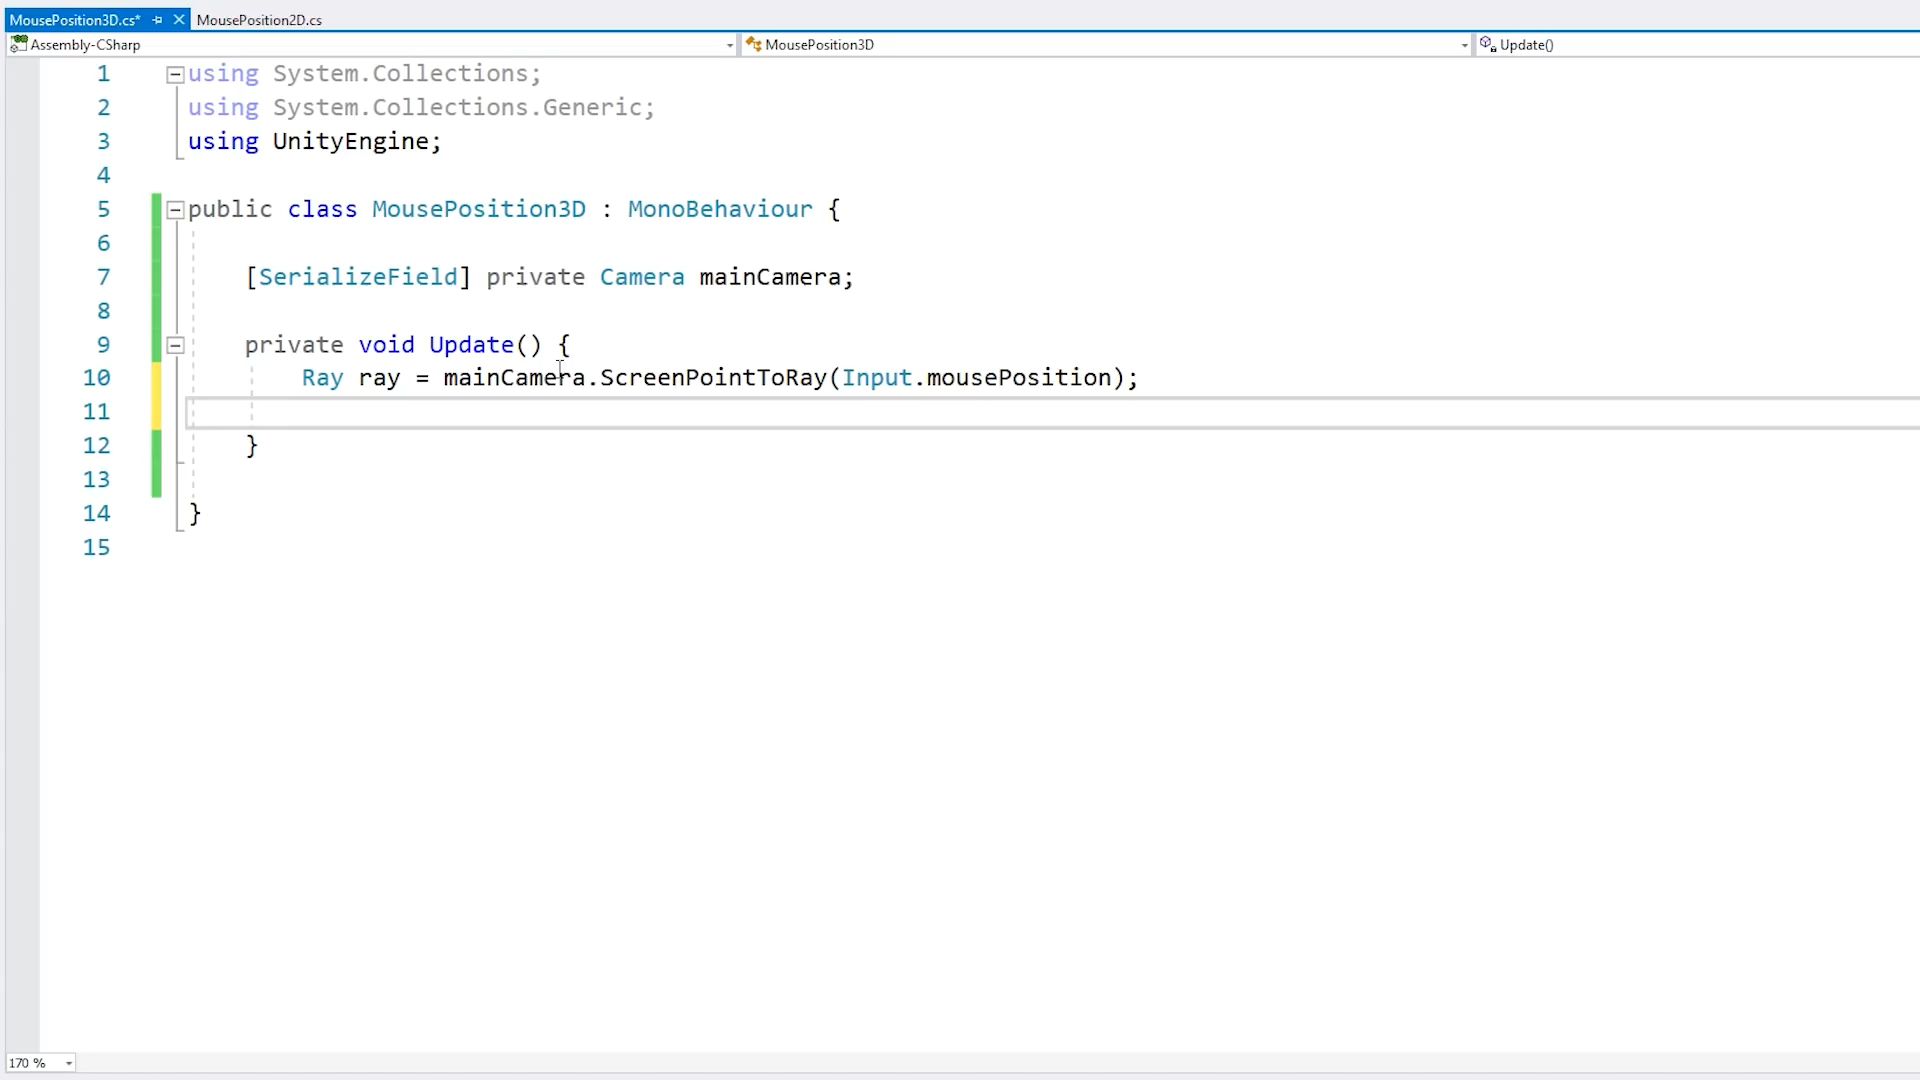 MousePosition3D.cs* MousePosition2D.cs
Assembly-CSharp MousePosition3D Update()
1 using System.Collections;
2 using System.Collections.Generic;
3 using UnityEngine;
4
5 public class MousePosition3D : MonoBehaviour {
6
7 [SerializeField] private Camera mainCamera;
8
9 private void Update() {
10 Ray ray = mainCamera.ScreenPointToRay(Input.mousePosition);
11
12 }
13
14 }
15
170 %